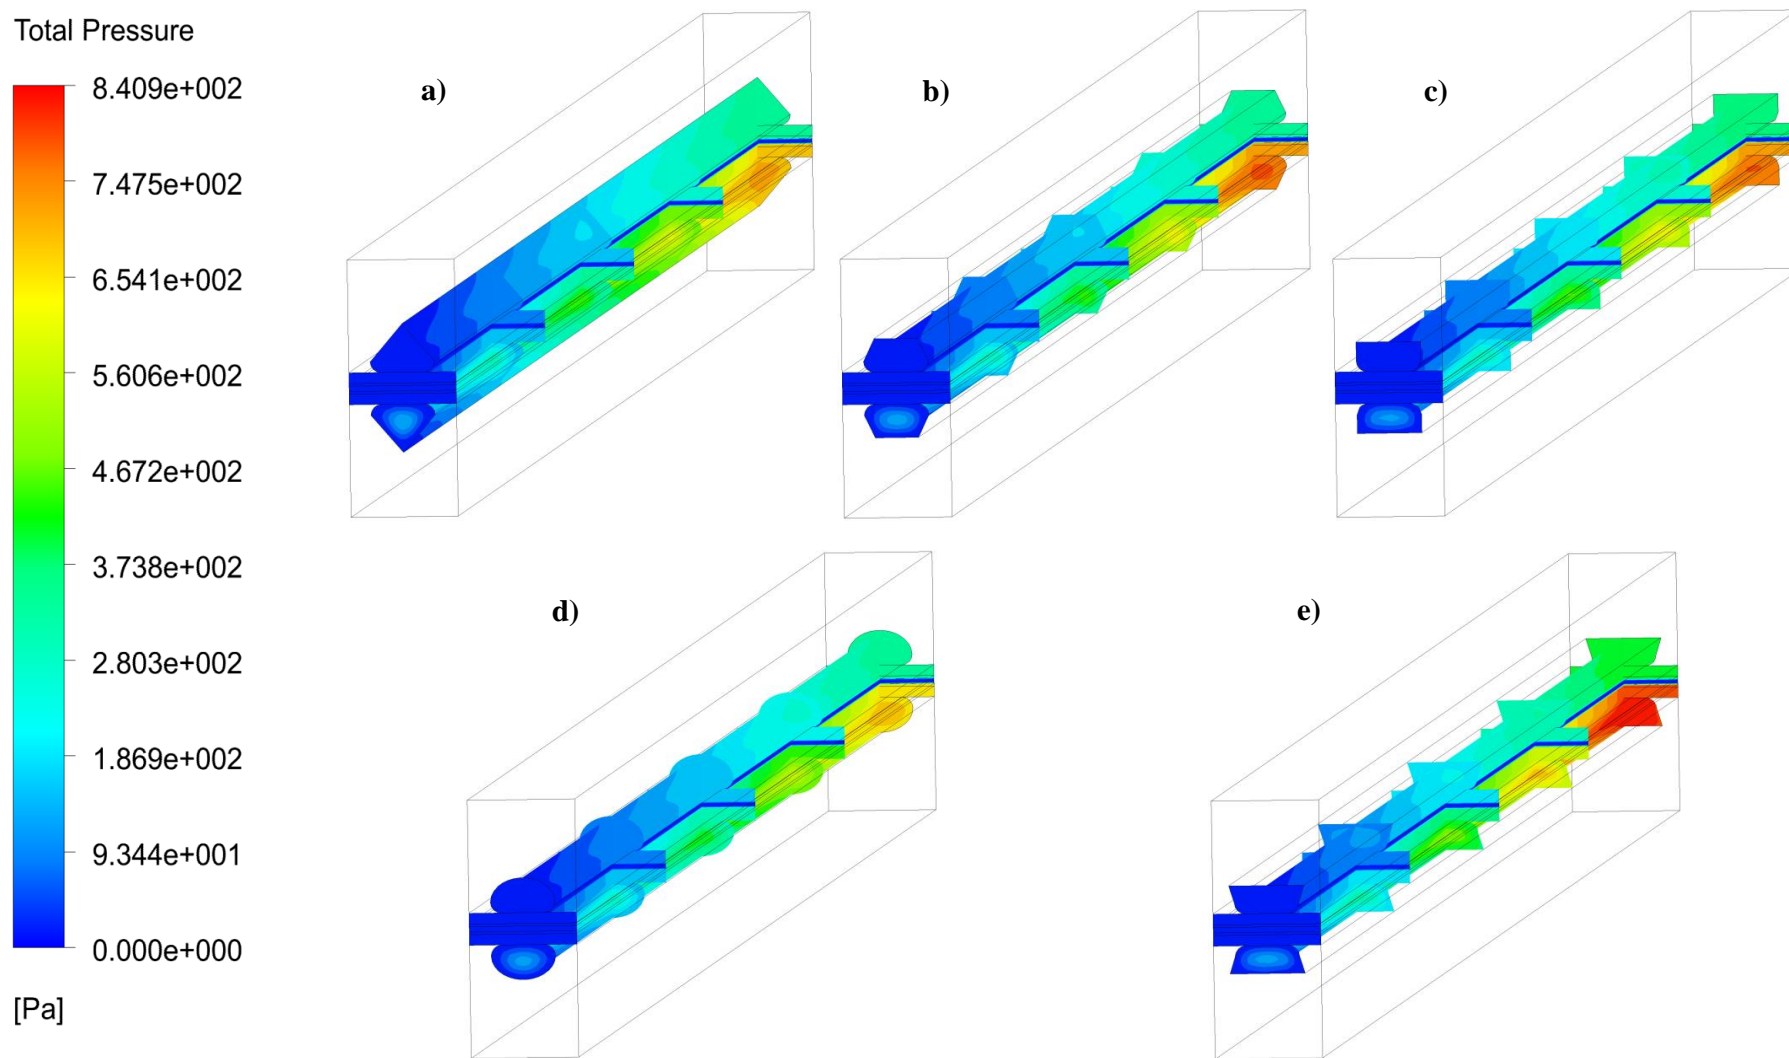 Total Pressure
8.409e+002
7.475e+002
6.541e+002
5.606e+002
4.672e+002
3.738e+002
2.803e+002
1.869e+002
9.344e+001
0.000e+000
[Pa]
a)
b)
c)
d)
e)